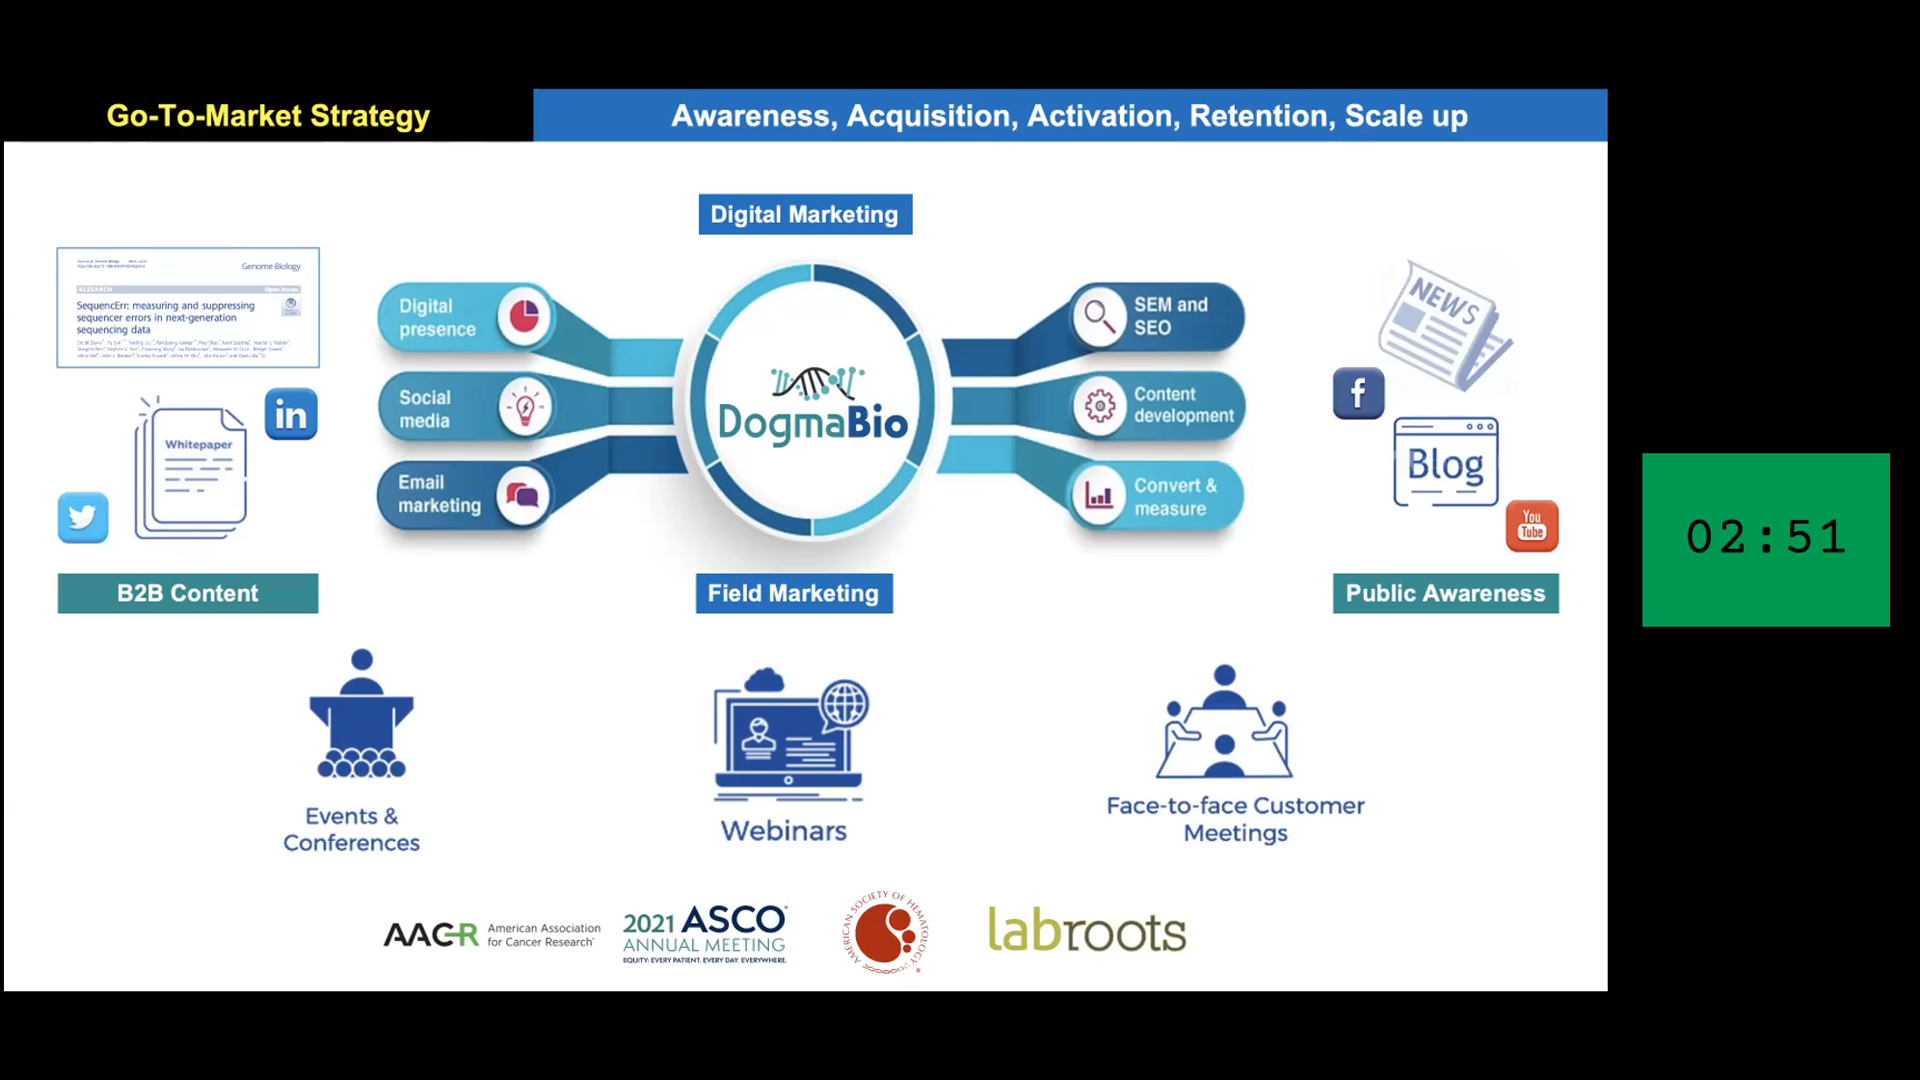 Go-To-Market Strategy
Awareness, Acquisition, Activation, Retention, Scale up
Digital Marketing
Genome Biology
RESEARCH
Open Access
SequencErr: measuring and suppressing
sequencer errors in next-generation
sequencing data
Whitepaper
in
B2B Content
Digital
presence
Social
media
Email
marketing
DogmaBio
SEM and
SEO
Content
development
Convert &
measure
NEWS
f
Blog
You
Tube
Public Awareness
02:51
Field Marketing
Events &
Conferences
Webinars
Face-to-face Customer
Meetings
AACR American Association
for Cancer Research
2021 ASCO
ANNUAL MEETING
EQUITY: EVERY PATIENT. EVERY DAY. EVERYWHERE.
AMERICAN SOCIETY OF HEMATOLOGY
labroots